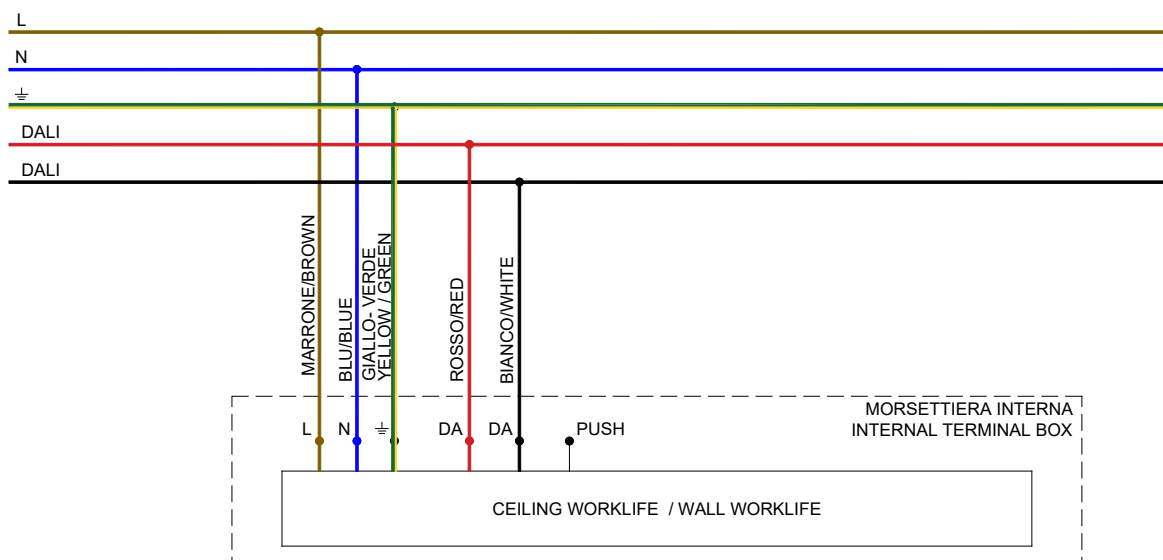 L
N
DALI
DALI
MARRONE/BROWN
BLU/BLUE
GIALLO- VERDE
YELLOW / GREEN
ROSSO/RED
BIANCO/WHITE
MORSETTIERA INTERNA
INTERNAL TERMINAL BOX
L
N
DA
DA
PUSH
CEILING WORKLIFE / WALL WORKLIFE